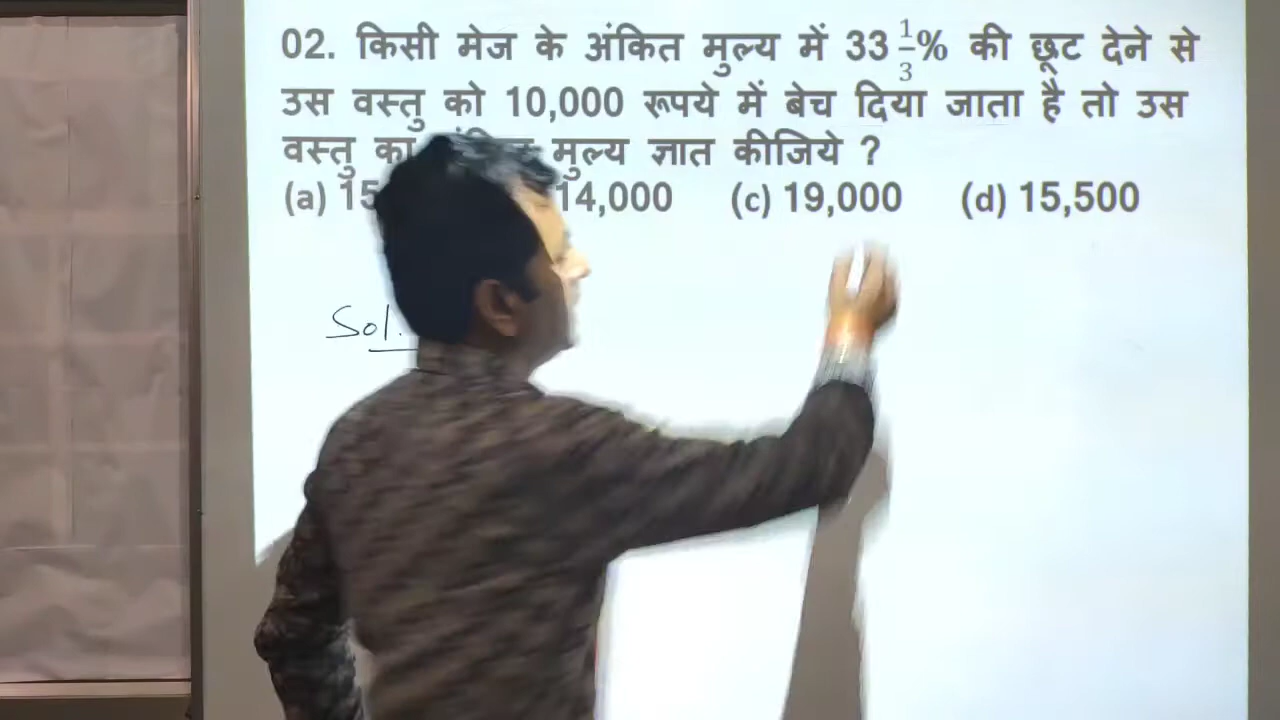 02. किसी मेज के अंकित मुल्य में 33 1/3% की छूट देने से
उस वस्तु को 10,000 रूपये में बेच दिया जाता है तो उस
वस्तु का मुल्य ज्ञात कीजिये ?
(a) 15 14,000 (c) 19,000 (d) 15,500
Sol.